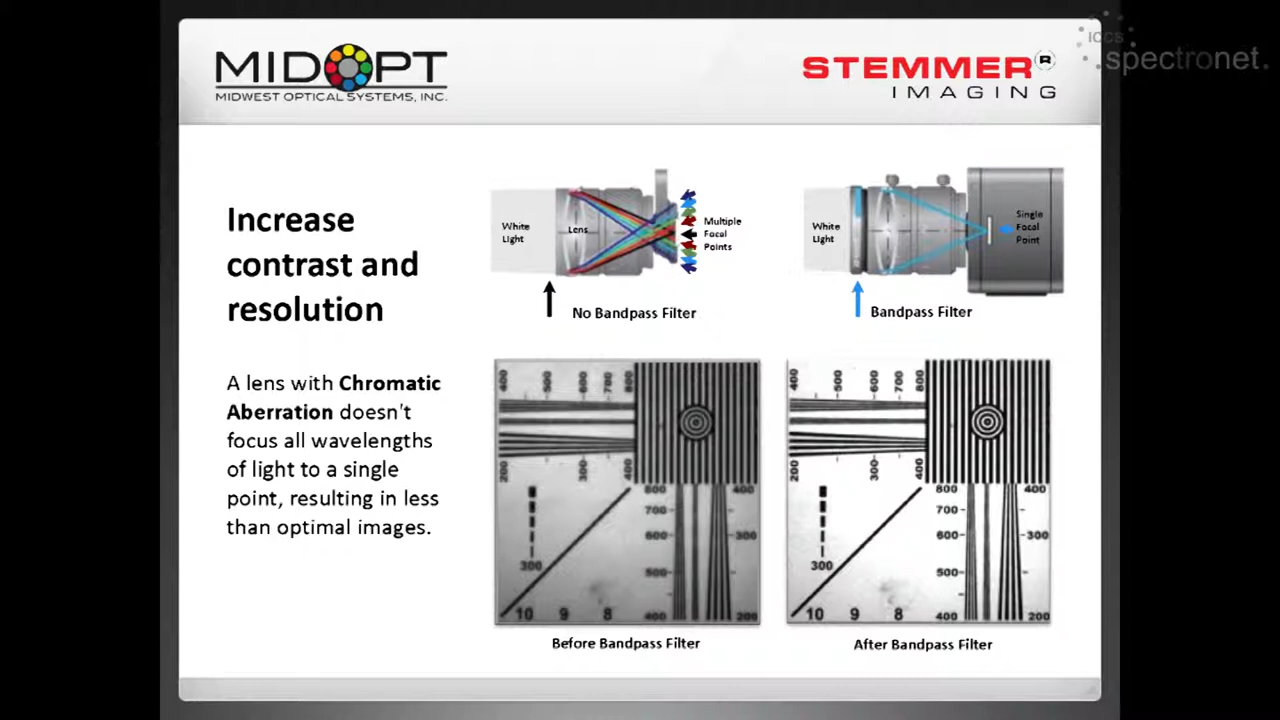 MIDOPT
MIDWEST OPTICAL SYSTEMS, INC.
STEMMER®
IMAGING
iccs
spectronet.
Increase
contrast and
resolution
A lens with Chromatic
Aberration doesn't
focus all wavelengths
of light to a single
point, resulting in less
than optimal images.
White
Light
Lens
Multiple
Focal
Points
No Bandpass Filter
White
Light
Single
Focal
Point
Bandpass Filter
400 500 600 700 800
200 300 400
300
10 9 8
800 400
700
600 300
500
400 200
Before Bandpass Filter
400 500 600 700 800
200 300 400
300
10 9 8
800 400
700
600 300
500
400 200
After Bandpass Filter